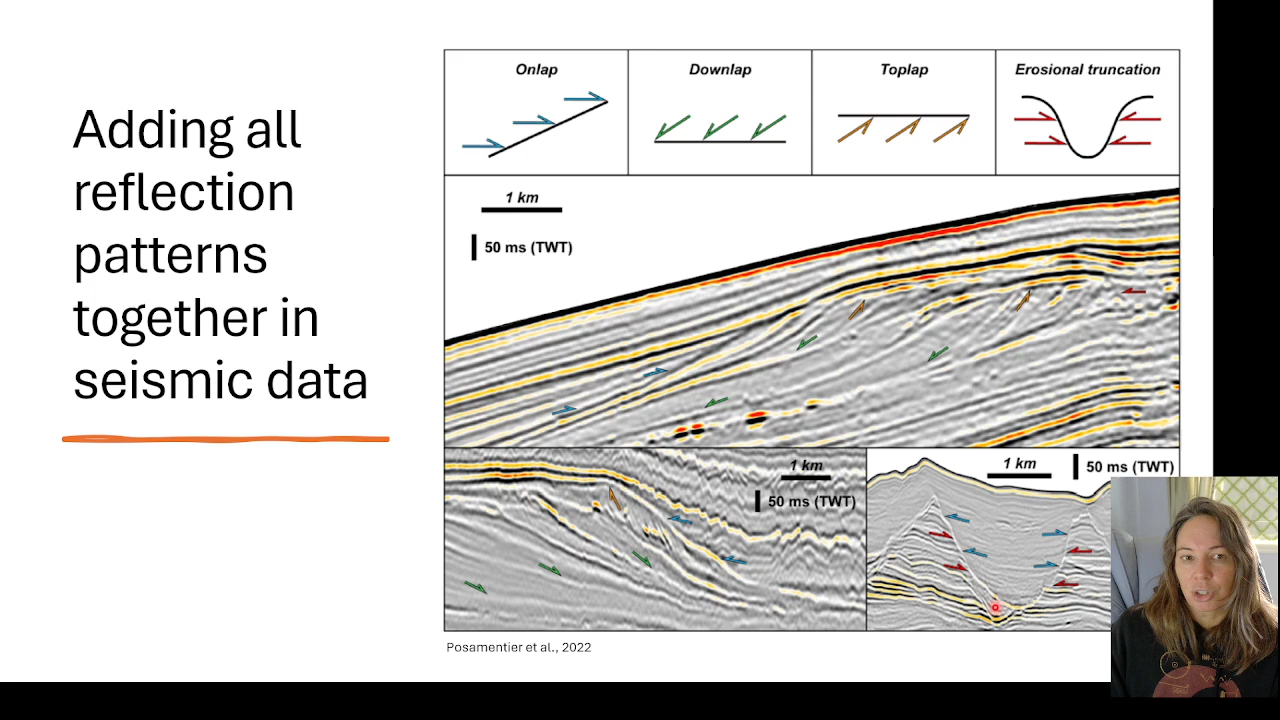 Adding all
reflection
patterns
together in
seismic data
Onlap
Downlap
Toplap
Erosional truncation
1 km
50 ms (TWT)
1 km
50 ms (TWT)
1 km
50 ms (TWT)
Posamentier et al., 2022